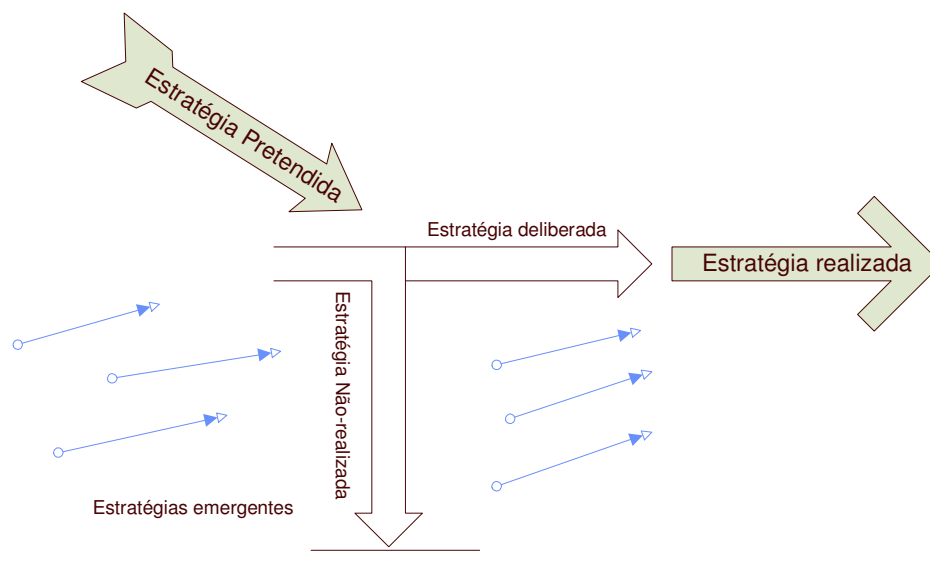 Estratégia Pretendida
Estratégia deliberada
Estratégia realizada
Estratégia Não-realizada
Estratégias emergentes